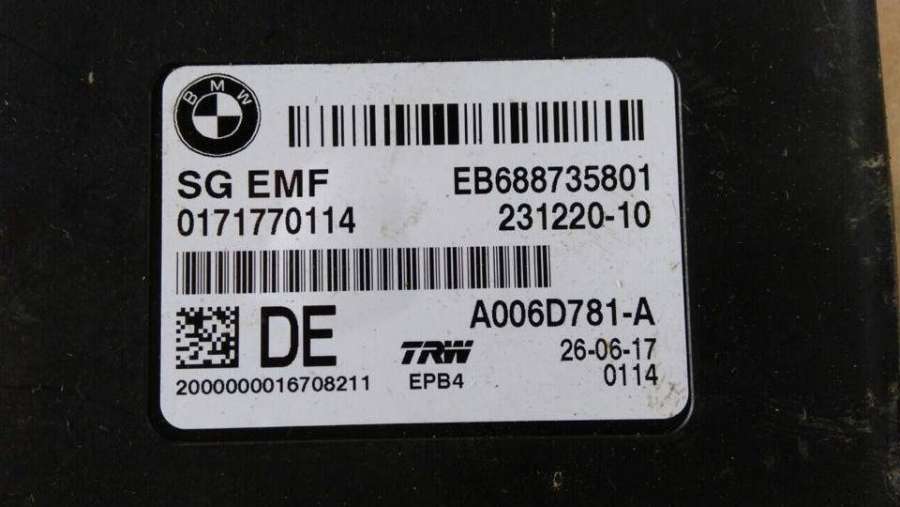 BMW
SG EMF EB688735801
0171770114 231220-10
DE A006D781-A
TRW 26-06-17
2000000016708211 EPB4 0114